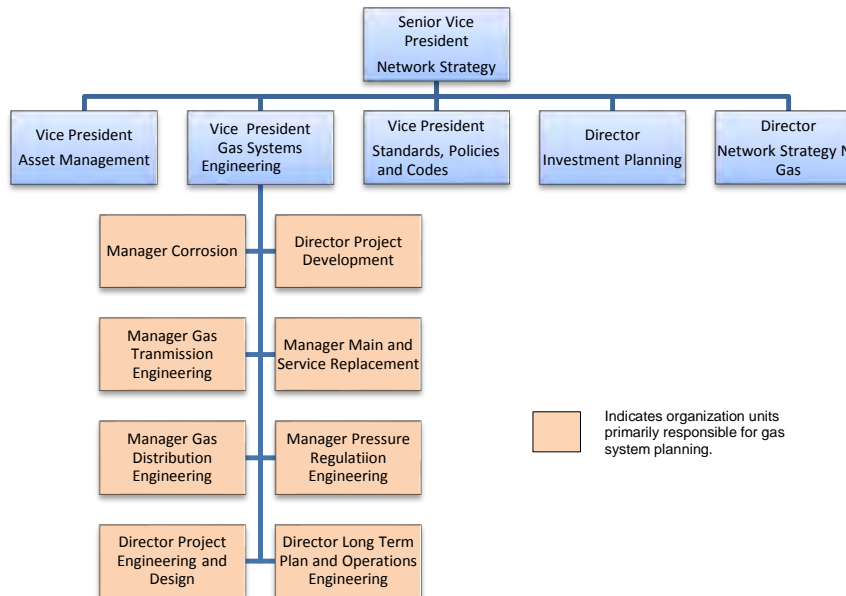 Senior Vice
President
Network Strategy
Vice President
Asset Management
Vice President
Gas Systems
Engineering
Vice President
Standards, Policies
and Codes
Director
Investment Planning
Director
Network Strategy N
Gas
Manager Corrosion
Director Project
Development
Manager Gas
Tranmission
Engineering
Manager Main and
Service Replacement
Manager Gas
Distribution
Engineering
Manager Pressure
Regulatiion
Engineering
Director Project
Engineering and
Design
Director Long Term
Plan and Operations
Engineering
Indicates organization units
primarily responsible for gas
system planning.